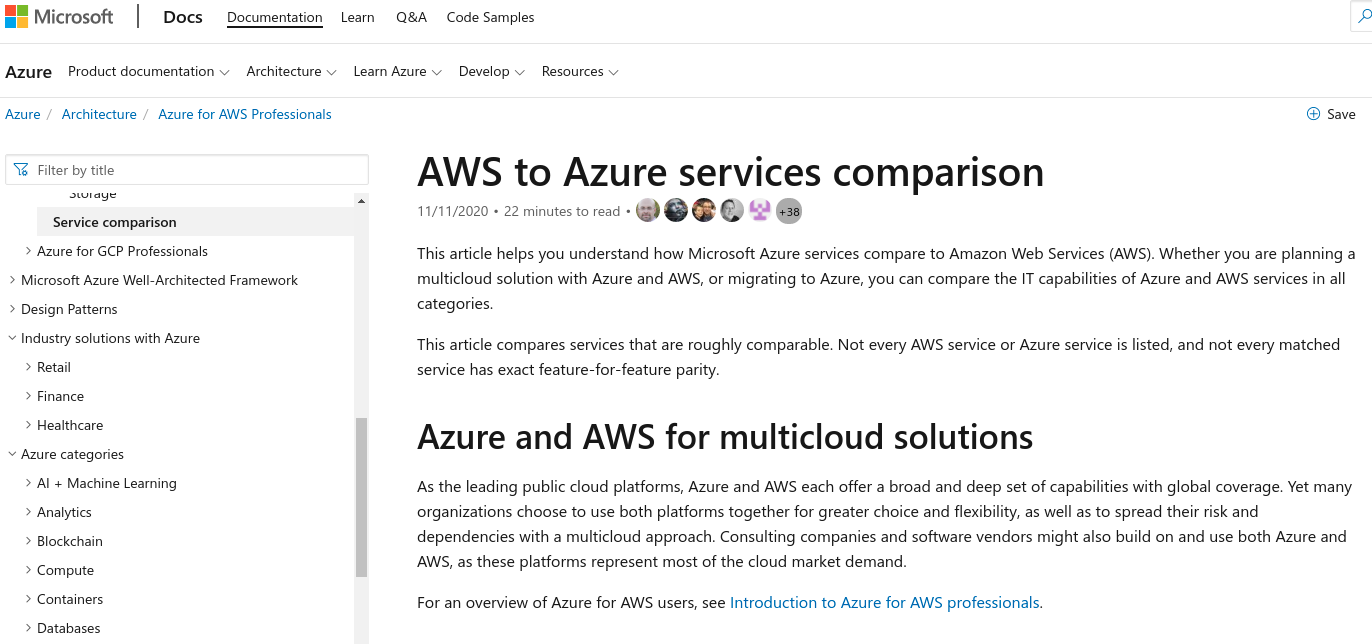 Microsoft
Docs
Documentation Learn Q&A Code Samples
Azure Product documentation Architecture Learn Azure Develop Resources
Azure / Architecture / Azure for AWS Professionals
Save
Filter by title
Storage
Service comparison
Azure for GCP Professionals
Microsoft Azure Well-Architected Framework
Design Patterns
Industry solutions with Azure
Retail
Finance
Healthcare
Azure categories
AI + Machine Learning
Analytics
Blockchain
Compute
Containers
Databases
AWS to Azure services comparison
11/11/2020 • 22 minutes to read • +38
This article helps you understand how Microsoft Azure services compare to Amazon Web Services (AWS). Whether you are planning a
multicloud solution with Azure and AWS, or migrating to Azure, you can compare the IT capabilities of Azure and AWS services in all
categories.
This article compares services that are roughly comparable. Not every AWS service or Azure service is listed, and not every matched
service has exact feature-for-feature parity.
Azure and AWS for multicloud solutions
As the leading public cloud platforms, Azure and AWS each offer a broad and deep set of capabilities with global coverage. Yet many
organizations choose to use both platforms together for greater choice and flexibility, as well as to spread their risk and
dependencies with a multicloud approach. Consulting companies and software vendors might also build on and use both Azure and
AWS, as these platforms represent most of the cloud market demand.
For an overview of Azure for AWS users, see Introduction to Azure for AWS professionals.